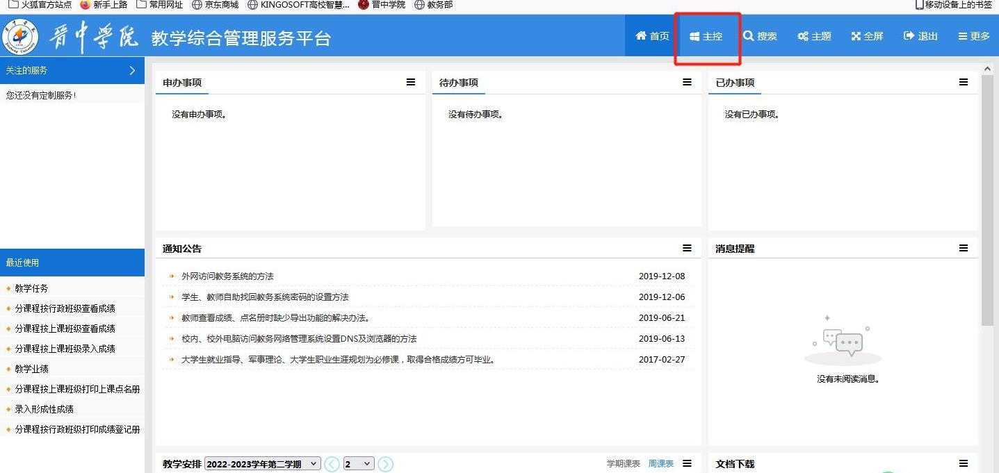 火狐官方站点 新手上路 常用网址 京东商城 KINGOSOFT高校智慧... 晋中学院 教务部 移动设备上的书签
晋中学院 教学综合管理服务平台 首页 主控 搜索 主题 全屏 退出 更多
关注的服务
您还没有定制服务!
申办事项
没有申办事项。
待办事项
没有待办事项。
已办事项
没有已办事项。
最近使用
教学任务
分课程按行政班级查看成绩
分课程按上课班级查看成绩
分课程按上课班级录入成绩
教学业绩
分课程按上课班级打印上课点名册
录入形成性成绩
分课程按行政班级打印成绩登记册
通知公告
外网访问教务系统的方法 2019-12-08
学生、教师自助找回教务系统密码的设置方法 2019-12-06
教师查看成绩、点名册时缺少导出功能的解决办法。 2019-06-21
校内、校外电脑访问教务网络管理系统设置DNS及浏览器的方法 2019-06-13
大学生就业指导、军事理论、大学生职业生涯规划为必修课，取得合格成绩方可毕业。 2017-02-27
消息提醒
没有未阅读消息。
教学安排 2022-2023学年第二学期 2 学期课表 周课表
文档下载